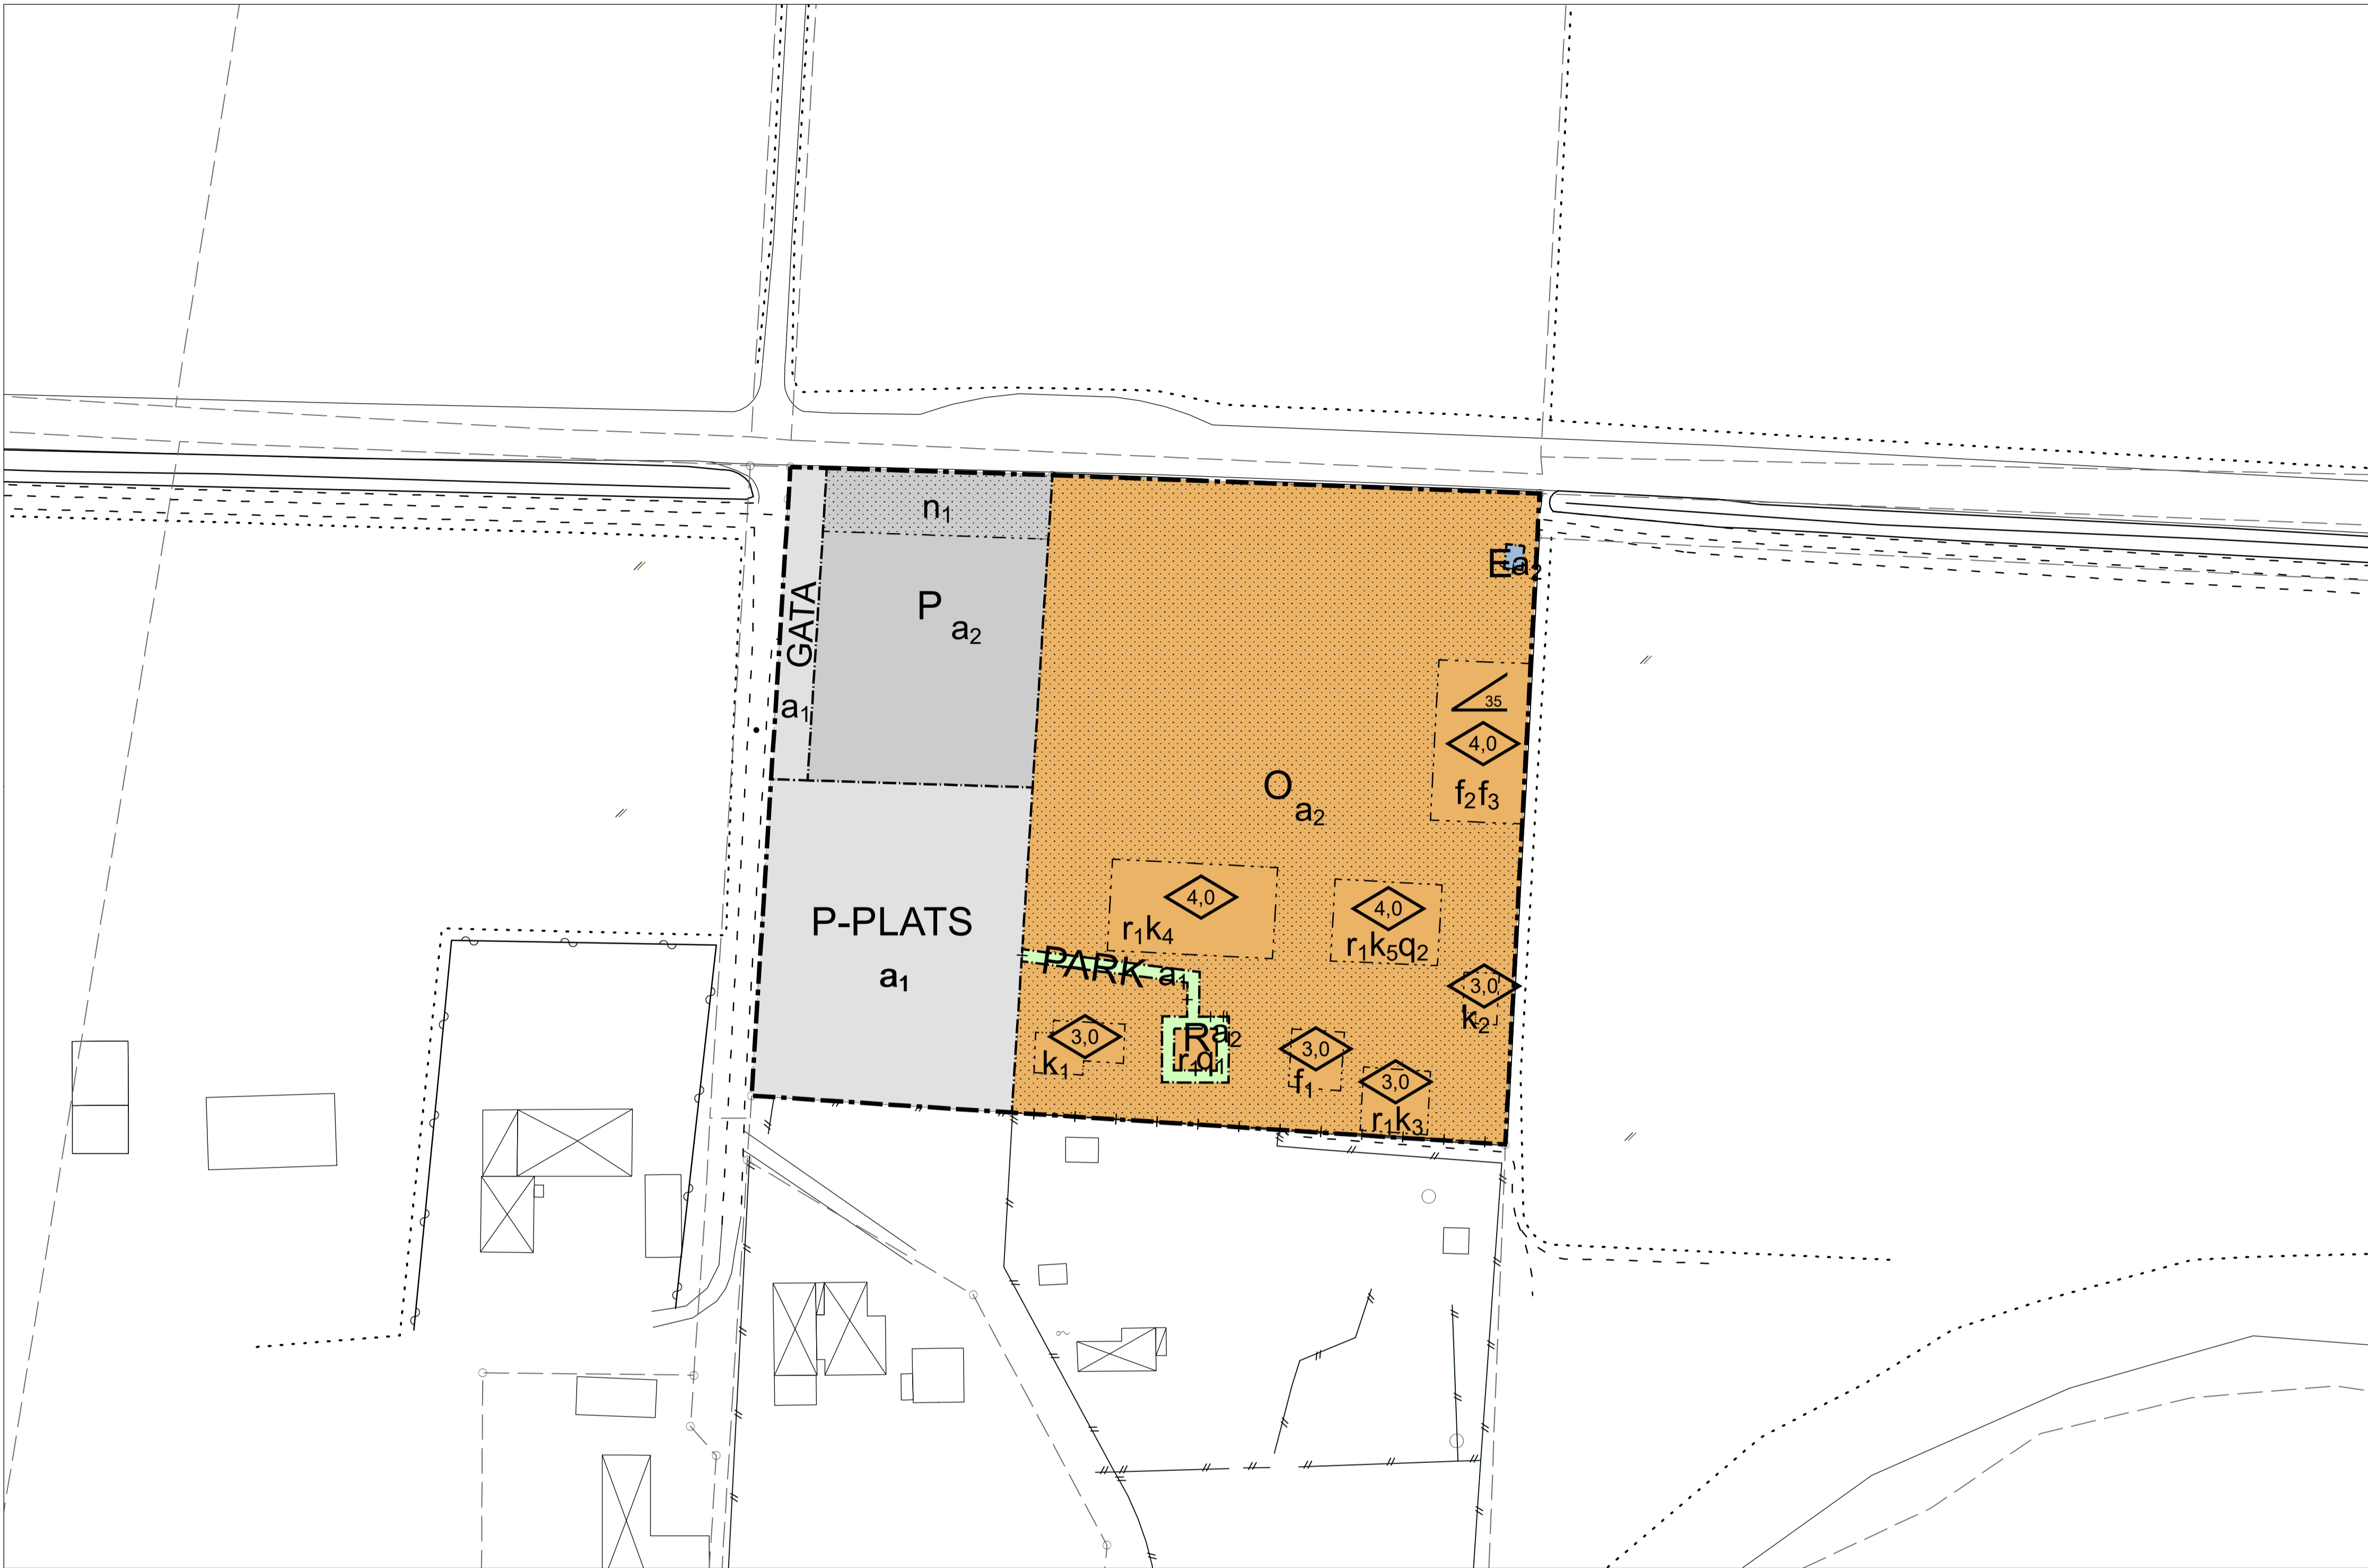 n₁
Ea₂
P a₂
GATA
a₁
35
4,0
f₂f₃
O a₂
4,0
r₁k₄
4,0
r₁k₅q₂
P-PLATS
a₁
PARK a₁
3,0
k₂
3,0
k₁
Ra₂
r₁q₁
3,0
f₁
3,0
r₁k₃